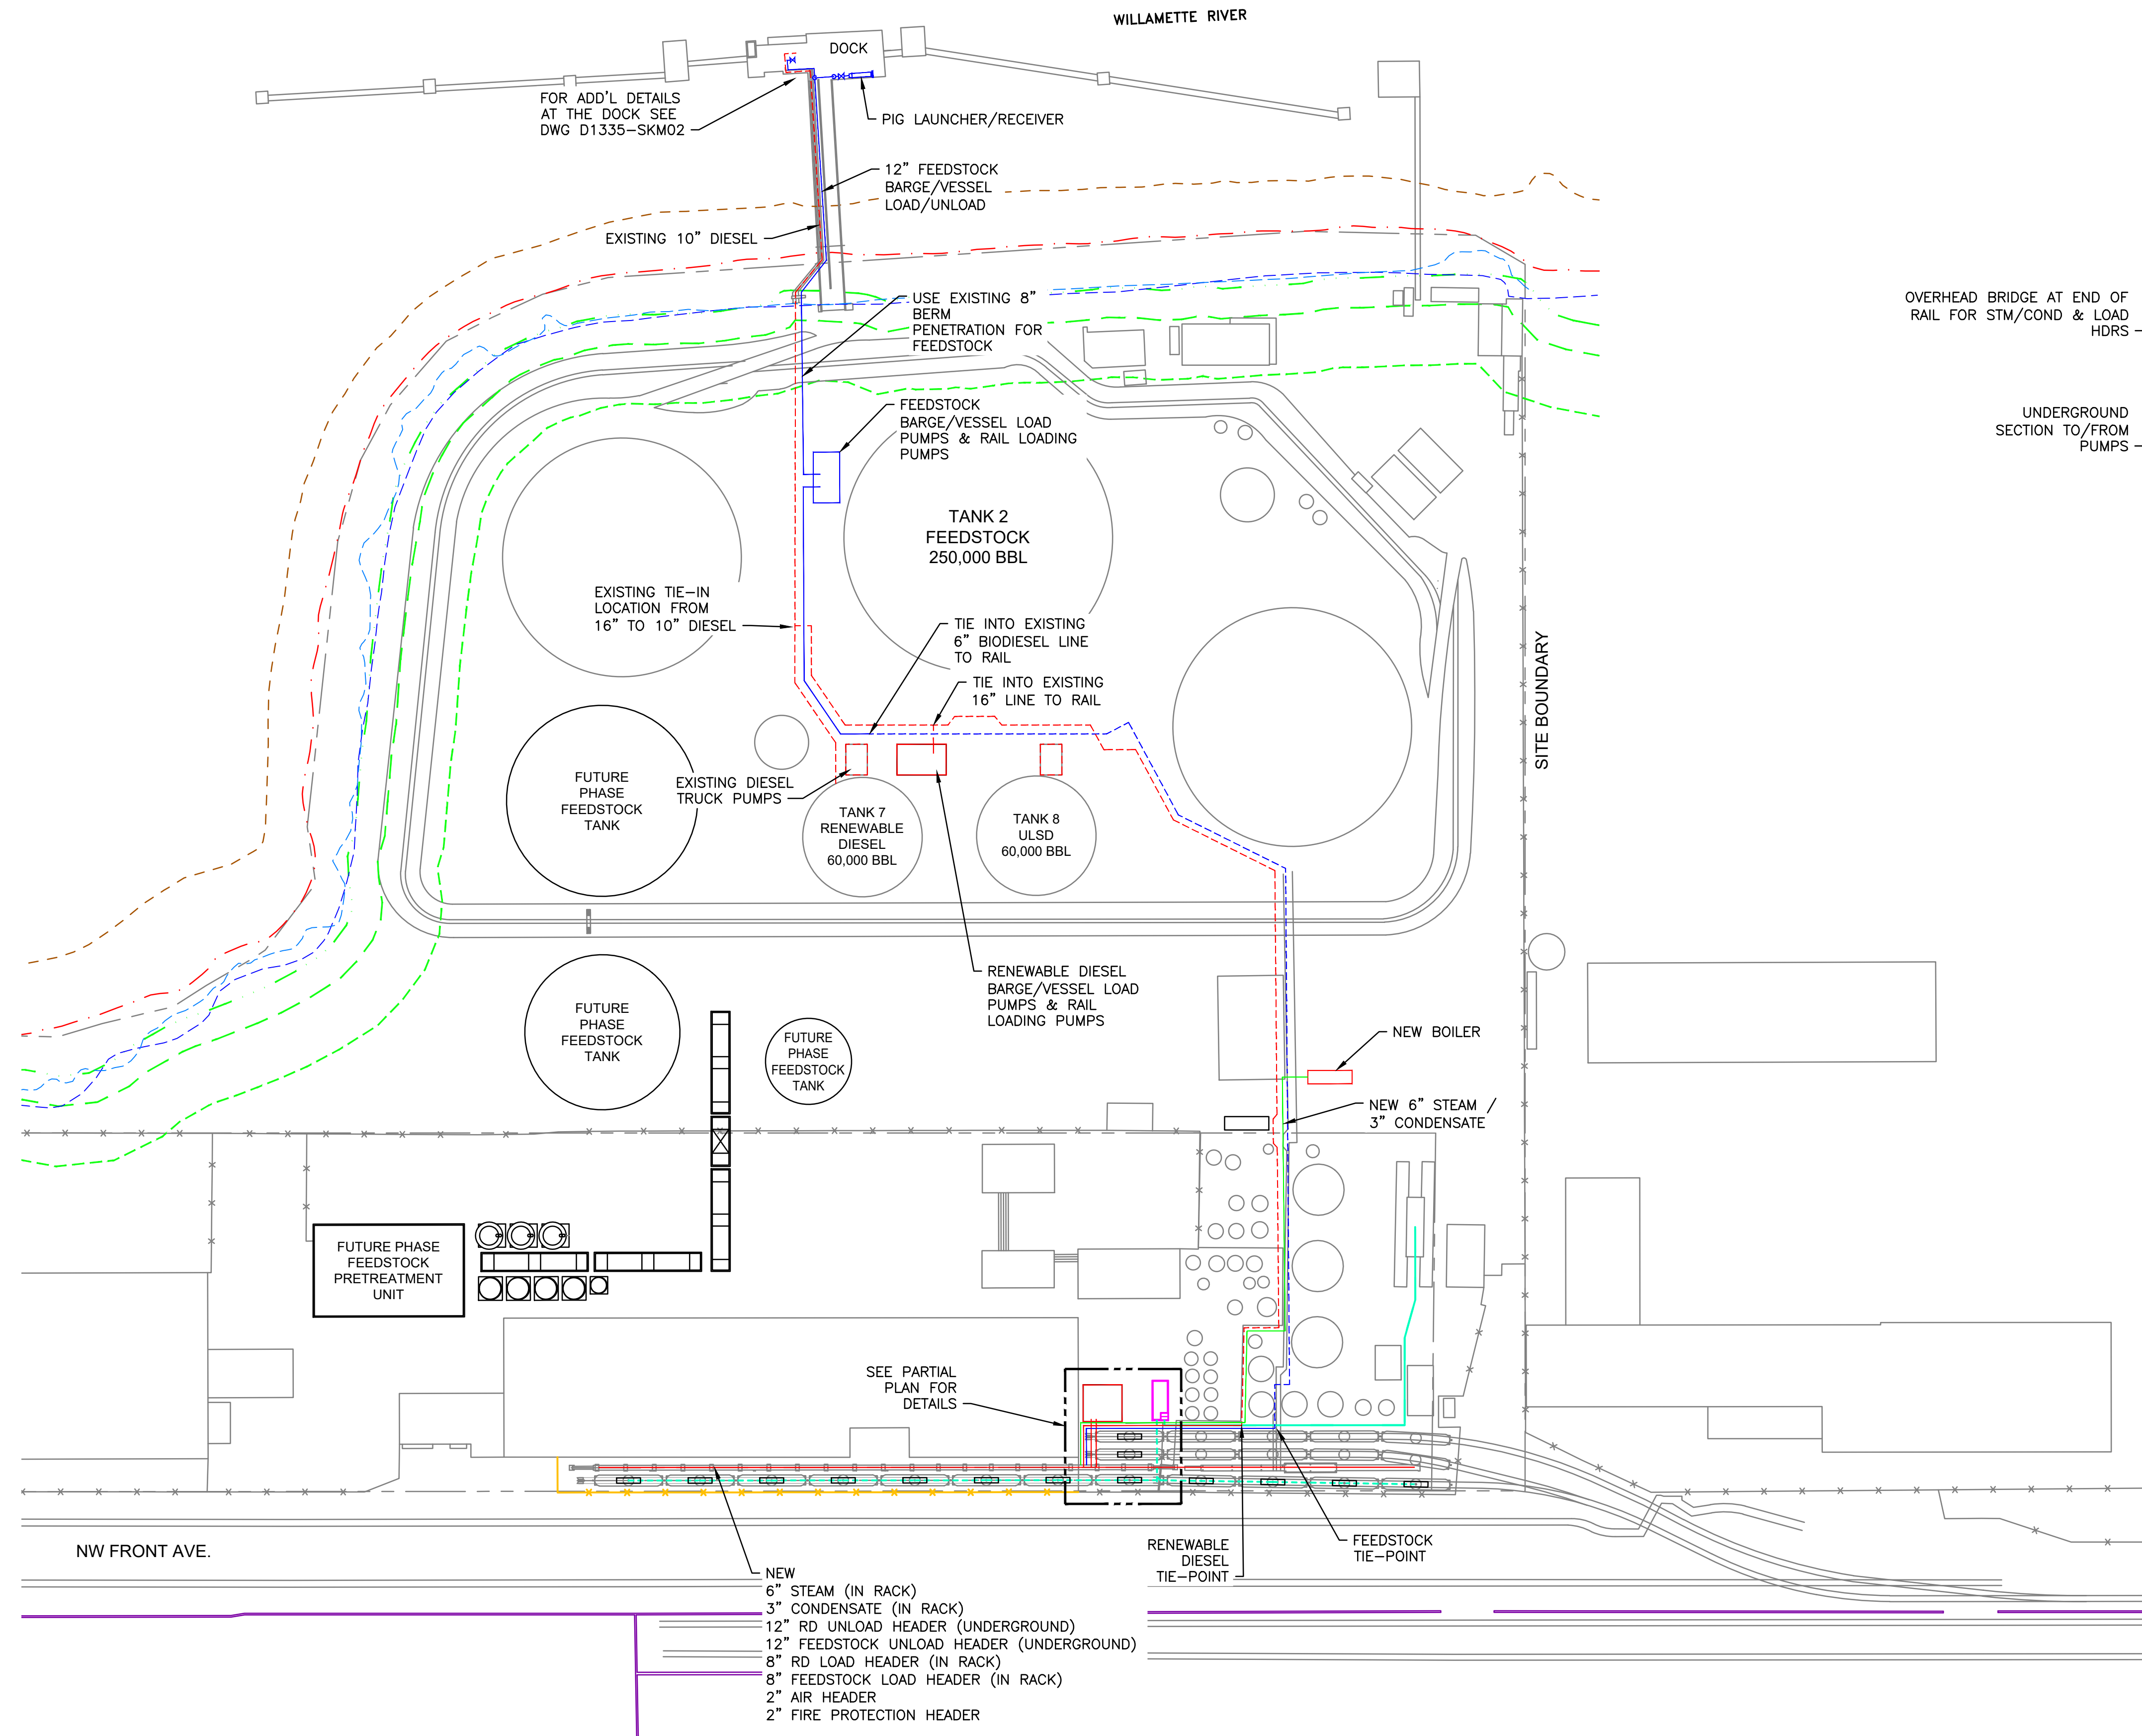 WILLAMETTE RIVER
DOCK
FOR ADD'L DETAILS
AT THE DOCK SEE
DWG D1335-SKM02
PIG LAUNCHER/RECEIVER
12" FEEDSTOCK
BARGE/VESSEL
LOAD/UNLOAD
EXISTING 10" DIESEL
USE EXISTING 8"
BERM
PENETRATION FOR
FEEDSTOCK
OVERHEAD BRIDGE AT END OF
RAIL FOR STM/COND & LOAD
HDRS
UNDERGROUND
SECTION TO/FROM
PUMPS
FEEDSTOCK
BARGE/VESSEL LOAD
PUMPS & RAIL LOADING
PUMPS
TANK 2
FEEDSTOCK
250,000 BBL
EXISTING TIE-IN
LOCATION FROM
16" TO 10" DIESEL
TIE INTO EXISTING
6" BIODIESEL LINE
TO RAIL
TIE INTO EXISTING
16" LINE TO RAIL
SITE BOUNDARY
FUTURE
PHASE
FEEDSTOCK
TANK
EXISTING DIESEL
TRUCK PUMPS
TANK 7
RENEWABLE
DIESEL
60,000 BBL
TANK 8
ULSD
60,000 BBL
RENEWABLE DIESEL
BARGE/VESSEL LOAD
PUMPS & RAIL
LOADING PUMPS
FUTURE
PHASE
FEEDSTOCK
TANK
FUTURE
PHASE
FEEDSTOCK
TANK
NEW BOILER
NEW 6" STEAM /
3" CONDENSATE
FUTURE PHASE
FEEDSTOCK
PRETREATMENT
UNIT
SEE PARTIAL
PLAN FOR
DETAILS
RENEWABLE
DIESEL
TIE-POINT
FEEDSTOCK
TIE-POINT
NW FRONT AVE.
NEW
6" STEAM (IN RACK)
3" CONDENSATE (IN RACK)
12" RD UNLOAD HEADER (UNDERGROUND)
12" FEEDSTOCK UNLOAD HEADER (UNDERGROUND)
8" RD LOAD HEADER (IN RACK)
8" FEEDSTOCK LOAD HEADER (IN RACK)
2" AIR HEADER
2" FIRE PROTECTION HEADER